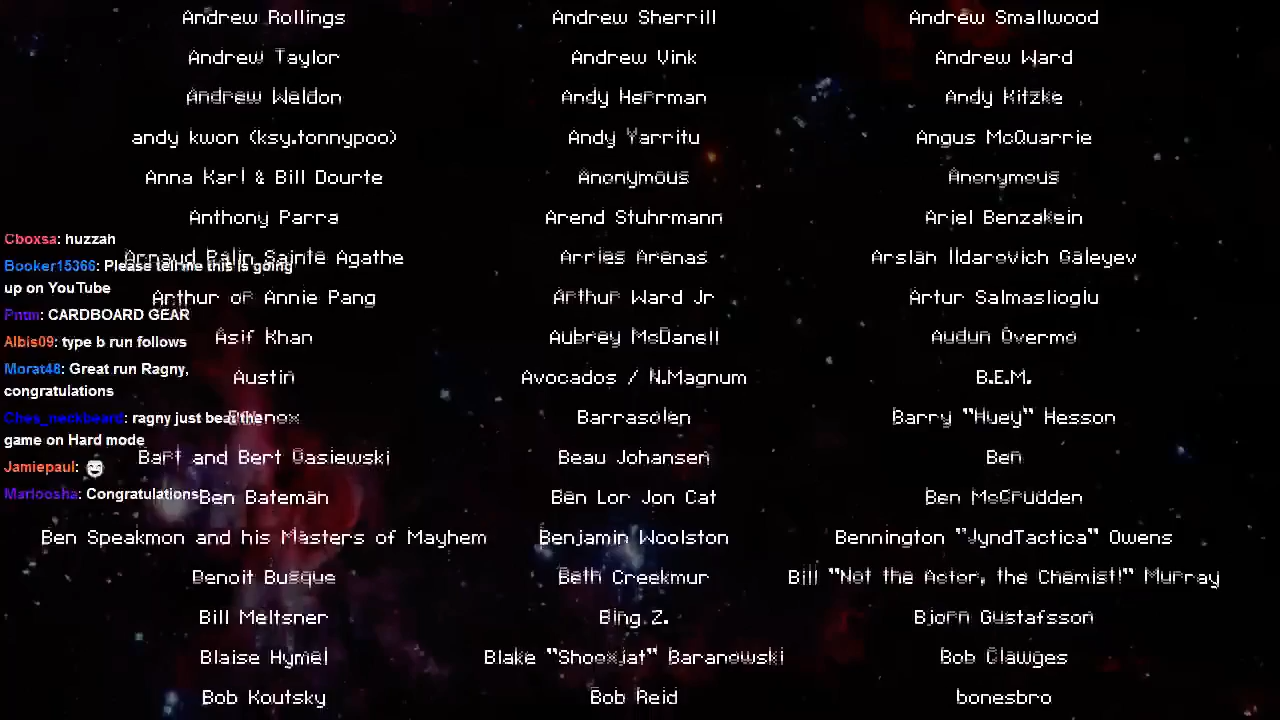 Andrew Rollings Andrew Sherrill Andrew Smallwood
Andrew Taylor Andrew Vink Andrew Ward
Andrew Weldon Andy Herrman Andy Kitzke
andy kwon (ksy.tonnypoo) Andy Yarritu Angus McQuarrie
Anna Karl & Bill Dourte Anonymous Anonymous
Anthony Parra Arend Stuhrmann Ariel Benzakein
Arnaud Palin Sainte Agathe Arries Arenas Arslan Ildarovich Galeyev
Arthur or Annie Pang Arthur Ward Jr Artur Salmaslioglu
Asif Khan Aubrey McDanell Audun Overmo
Austin Avocados / N.Magnum B.E.M.
Barrasolen Barry "Huey" Hesson
Bart and Bert Gasiewski Beau Johansen Ben
Ben Bateman Ben Lor Jon Cat Ben McCrudden
Ben Speakmon and his Masters of Mayhem Benjamin Woolston Bennington "JyndTactica" Owens
Benoit Busque Beth Creekmur Bill "Not the Actor, the Chemist!" Murray
Bill Meltsner Bing Z. Bjorn Gustafsson
Blaise Hymel Blake Baranowski Bob Clawges
Bob Koutsky Bob Reid bonesbro
Cboxsa: huzzah
Booker15366: Please tell me this is going
up on YouTube
Pntm: CARDBOARD GEAR
Albis09: type b run follows
Morat48: Great run Ragny,
congratulations
Ches_neckbeard: ragny just beat the
game on Hard mode
Jamiepaul:
Marloosha: Congratulations